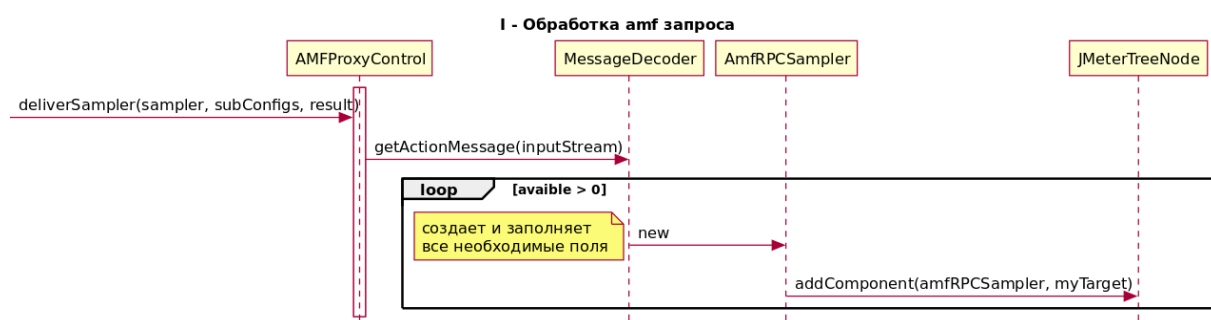 I - Обработка amf запроса
AMFProxyControl
MessageDecoder
AmfRPCSampler
JMeterTreeNode
deliverSampler(sampler, subConfigs, result)
getActionMessage(inputStream)
loop
[avaible > 0]
создает и заполняет
все необходимые поля
new
addComponent(amfRPCSampler, myTarget)